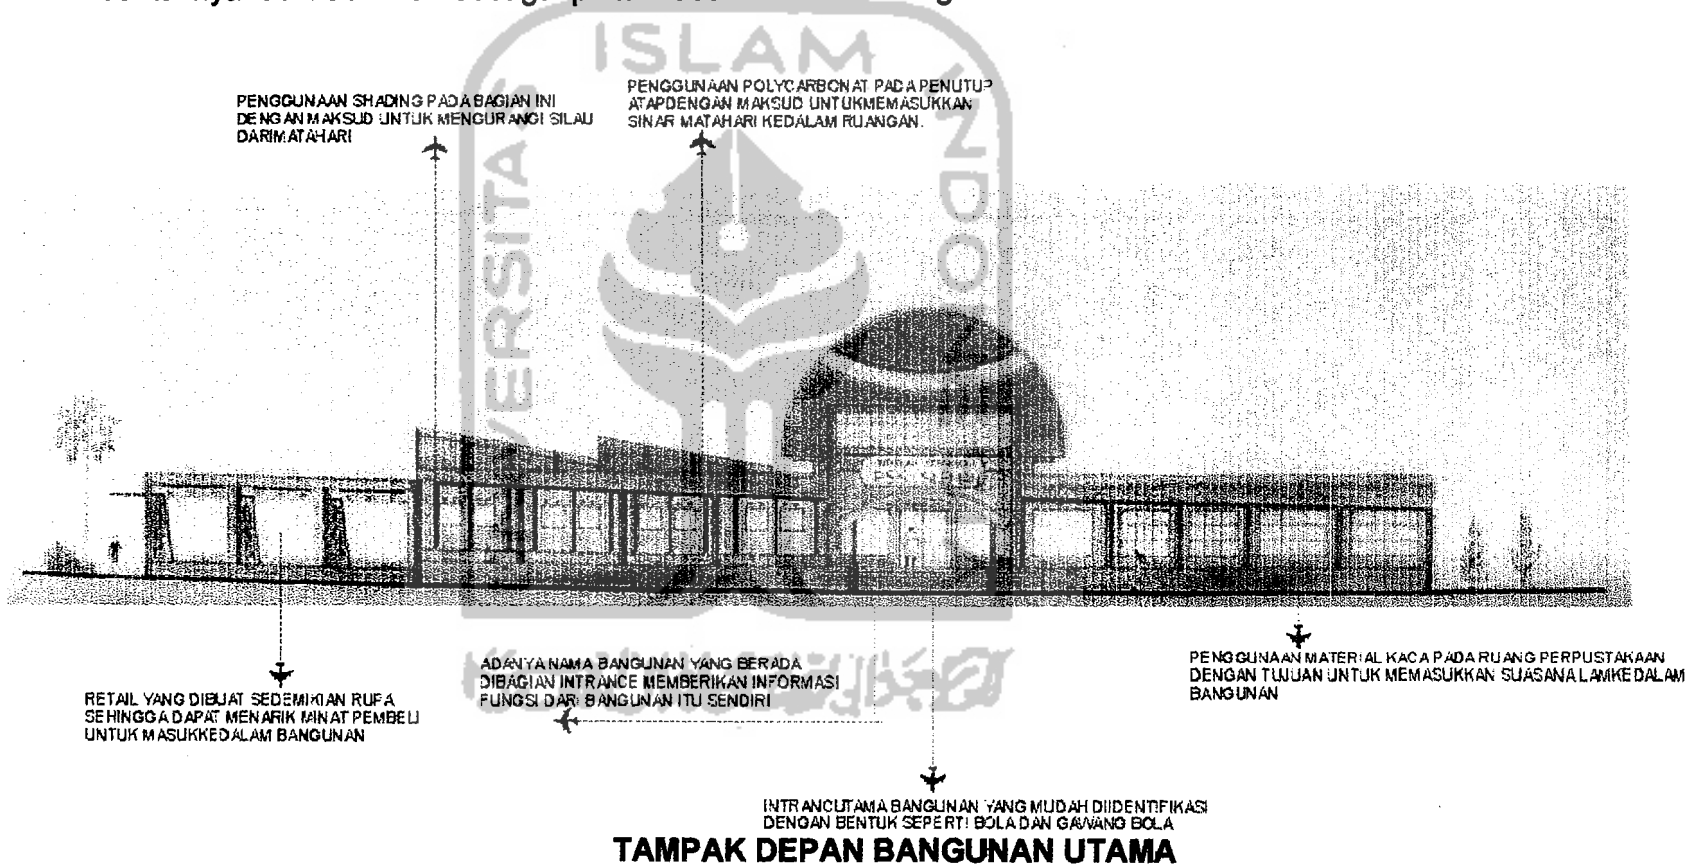 ISLAM
PENGGUNAAN SHADING PADA BAGIAN INI
DENGAN MAKSUD UNTUK MENGURANGI SILAU
DARIMATAHARI
PENGGUNAAN POLYCARBONAT PADA PENUTUP
ATAPDENGAN MAKSUD UNTUKMEMASUKKAN
SINAR MATAHARI KEDALAM RUANGAN.
RETAIL YANG DIBUAT SEDEMIKIAN RUPA
SEHINGGA DAPAT MENARIK MINAT PEMBELI
UNTUK MASUKKEDALAM BANGUNAN
ADANYA NAMA BANGUNAN YANG BERADA
DIBAGIAN INTRANCE MEMBERIKAN INFORMASI
FUNGSI DARI BANGUNAN ITU SENDIRI
PENGGUNAAN MATERIAL KACA PADA RUANG PERPUSTAKAAN
DENGAN TUJUAN UNTUK MEMASUKKAN SUASANA LAMKEDALAM
BANGUNAN
INTRANCUTAMA BANGUNAN YANG MUDAH DIIDENTIFIKASI
DENGAN BENTUK SEPERTI BOLA DAN GAWANG BOLA
TAMPAK DEPAN BANGUNAN UTAMA